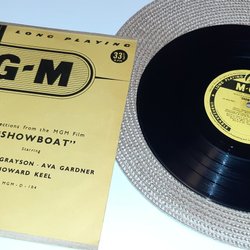 LONG PLAYING
33⅓
G-M
ections from the MGM Film
SHOWBOAT"
Starring
GRAYSON · AVA GARDNER
HOWARD KEEL
MGM - D - 104
M-G